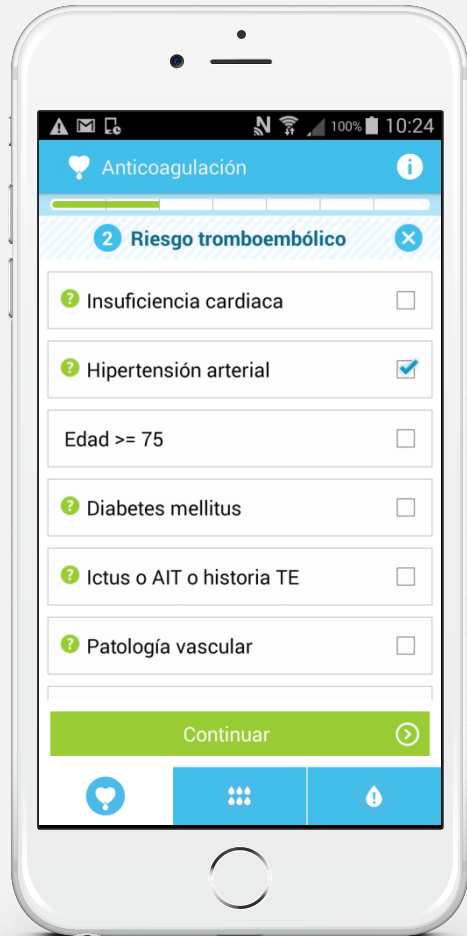 100% 10:24
Anticoagulación i
2 Riesgo tromboembólico
? Insuficiencia cardiaca
? Hipertensión arterial
Edad >= 75
? Diabetes mellitus
? Ictus o AIT o historia TE
? Patología vascular
Continuar